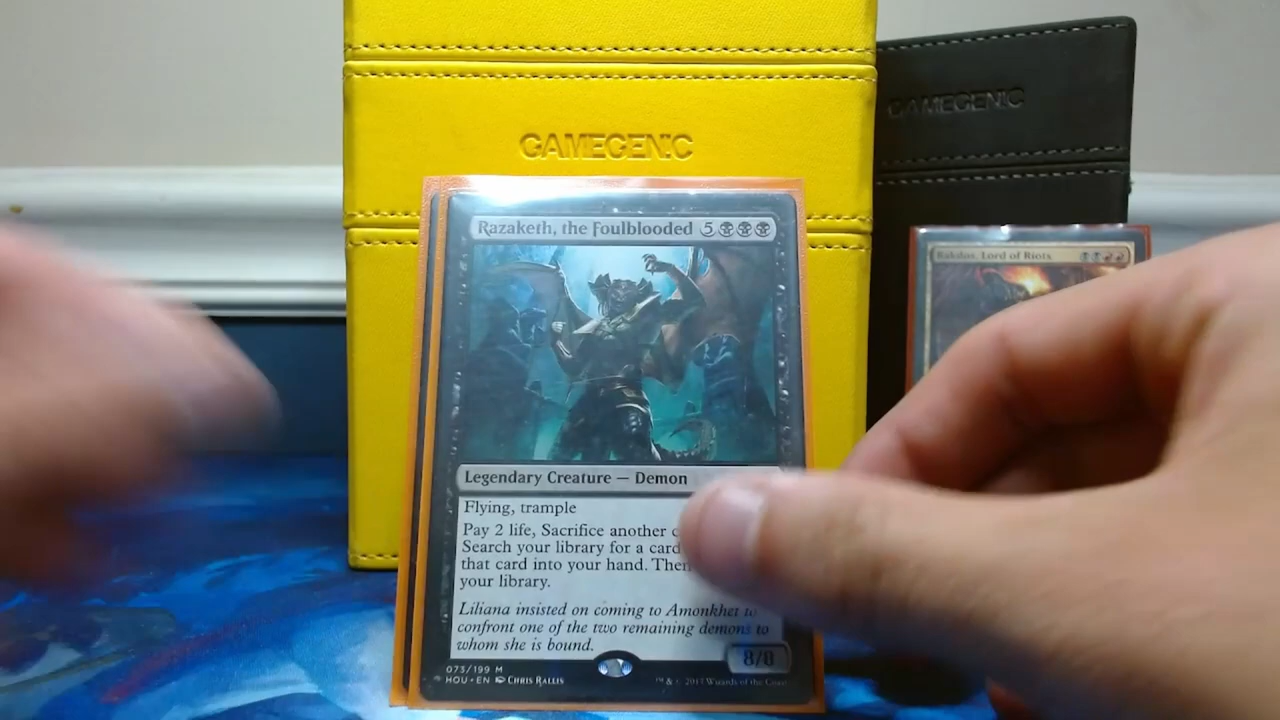 GAMEGENIC
GAMEGENIC
Razaketh, the Foulblooded 5
Rakdos, Lord of Riots
Legendary Creature — Demon
Flying, trample
Pay 2 life, Sacrifice another
Search your library for a card
that card into your hand. Then
your library.
Liliana insisted on coming to Amonkhet to
confront one of the two remaining demons to
whom she is bound.
8/8
073/199 M
HOU • EN Chris Rallis
™ & © 2017 Wizards of the Coast